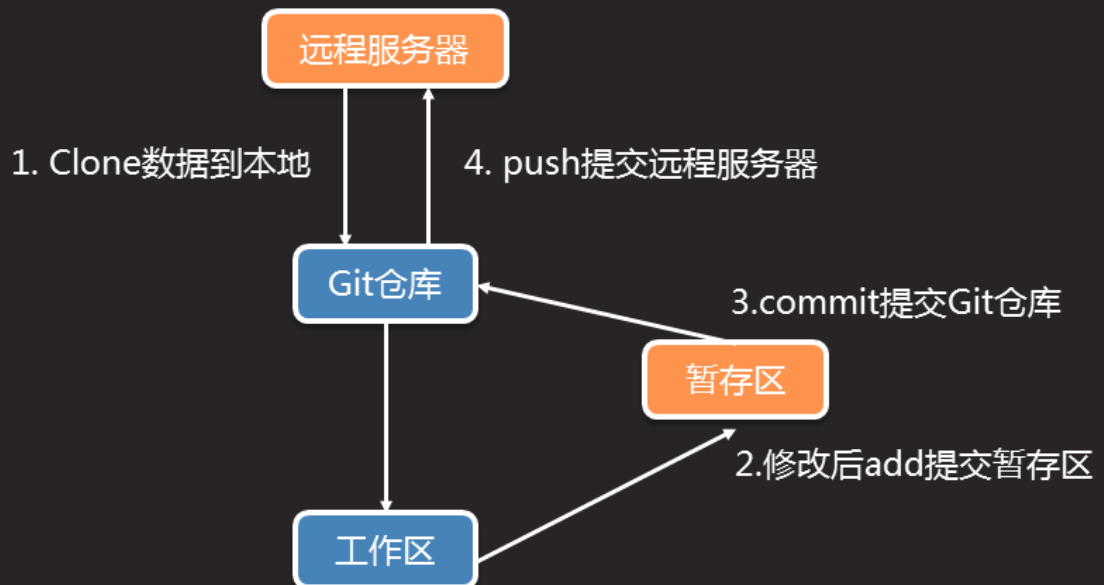 远程服务器
1. Clone数据到本地
4. push提交远程服务器
Git仓库
3.commit提交Git仓库
暂存区
2.修改后add提交暂存区
工作区